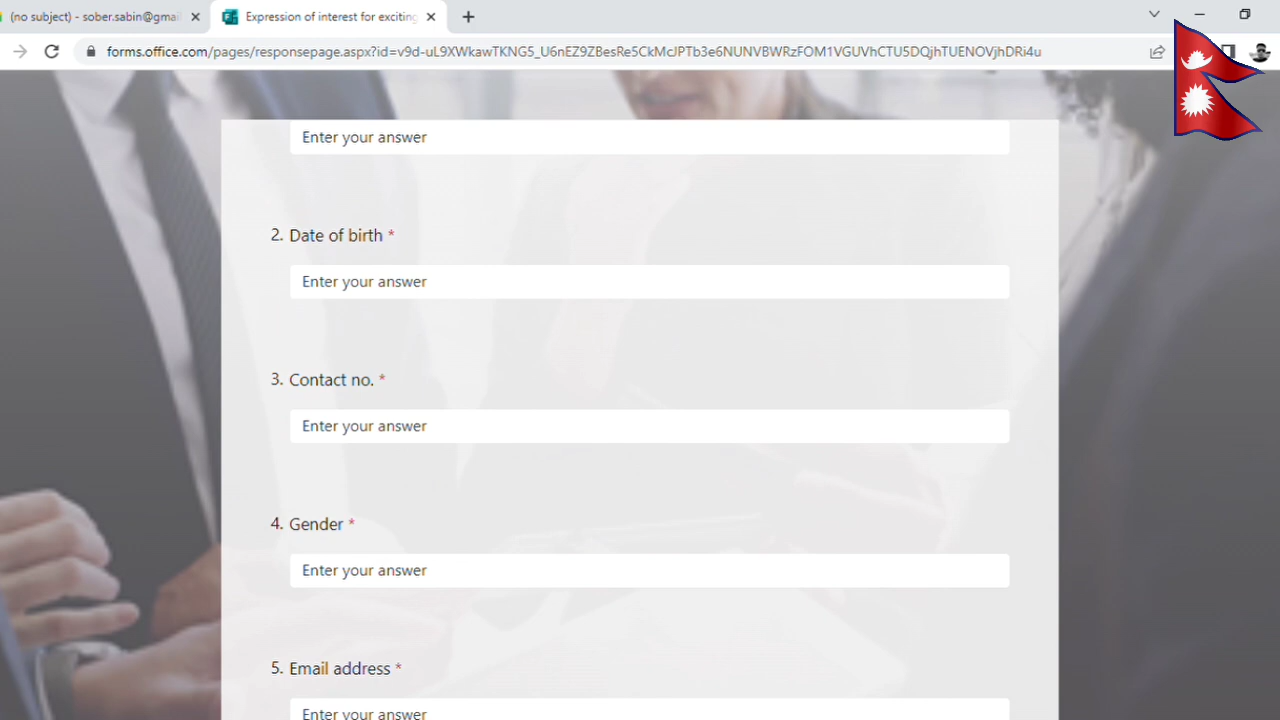 (no subject) - sober.sabin@gmai
Expression of interest for exciting
forms.office.com/pages/responsepage.aspx?id=v9d-uL9XWkawTKNG5_U6nEZ9ZBesRe5CkMcJPTb3e6NUNVBWRzFOM1VGUVhCTU5DQjhTUENOVjhDRi4u
Enter your answer
2. Date of birth *
Enter your answer
3. Contact no. *
Enter your answer
4. Gender *
Enter your answer
5. Email address *
Enter your answer